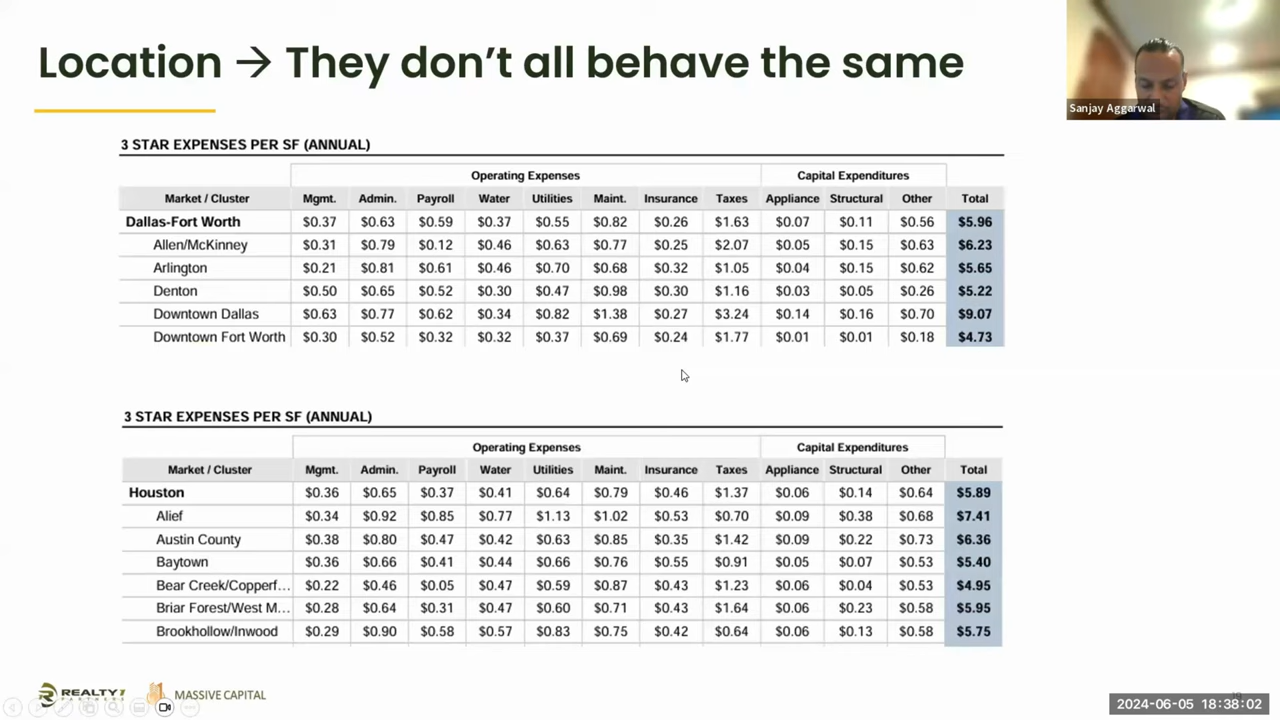 Location → They don't all behave the same
Sanjay Aggarwal
3 STAR EXPENSES PER SF (ANNUAL)
Operating Expenses Capital Expenditures
Market / Cluster Mgmt. Admin. Payroll Water Utilities Maint. Insurance Taxes Appliance Structural Other Total
Dallas-Fort Worth $0.37 $0.63 $0.59 $0.37 $0.55 $0.82 $0.26 $1.63 $0.07 $0.11 $0.56 $5.96
Allen/McKinney $0.31 $0.79 $0.12 $0.46 $0.63 $0.77 $0.25 $2.07 $0.05 $0.15 $0.63 $6.23
Arlington $0.21 $0.81 $0.61 $0.46 $0.70 $0.68 $0.32 $1.05 $0.04 $0.15 $0.62 $5.65
Denton $0.50 $0.65 $0.52 $0.30 $0.47 $0.98 $0.30 $1.16 $0.03 $0.05 $0.26 $5.22
Downtown Dallas $0.63 $0.77 $0.62 $0.34 $0.82 $1.38 $0.27 $3.24 $0.14 $0.16 $0.70 $9.07
Downtown Fort Worth $0.30 $0.52 $0.32 $0.32 $0.37 $0.69 $0.24 $1.77 $0.01 $0.01 $0.18 $4.73
3 STAR EXPENSES PER SF (ANNUAL)
Operating Expenses Capital Expenditures
Market / Cluster Mgmt. Admin. Payroll Water Utilities Maint. Insurance Taxes Appliance Structural Other Total
Houston $0.36 $0.65 $0.37 $0.41 $0.64 $0.79 $0.46 $1.37 $0.06 $0.14 $0.64 $5.89
Alief $0.34 $0.92 $0.85 $0.77 $1.13 $1.02 $0.53 $0.70 $0.09 $0.38 $0.68 $7.41
Austin County $0.38 $0.80 $0.47 $0.42 $0.63 $0.85 $0.35 $1.42 $0.09 $0.22 $0.73 $6.36
Baytown $0.36 $0.66 $0.41 $0.44 $0.66 $0.76 $0.55 $0.91 $0.05 $0.07 $0.53 $5.40
Bear Creek/Copperf... $0.22 $0.46 $0.05 $0.47 $0.59 $0.87 $0.43 $1.23 $0.06 $0.04 $0.53 $4.95
Briar Forest/West M... $0.28 $0.64 $0.31 $0.47 $0.60 $0.71 $0.43 $1.64 $0.06 $0.23 $0.58 $5.95
Brookhollow/Inwood $0.29 $0.90 $0.58 $0.57 $0.83 $0.75 $0.42 $0.64 $0.06 $0.13 $0.58 $5.75
REALTY
MASSIVE CAPITAL
2024-06-05 18:38:02